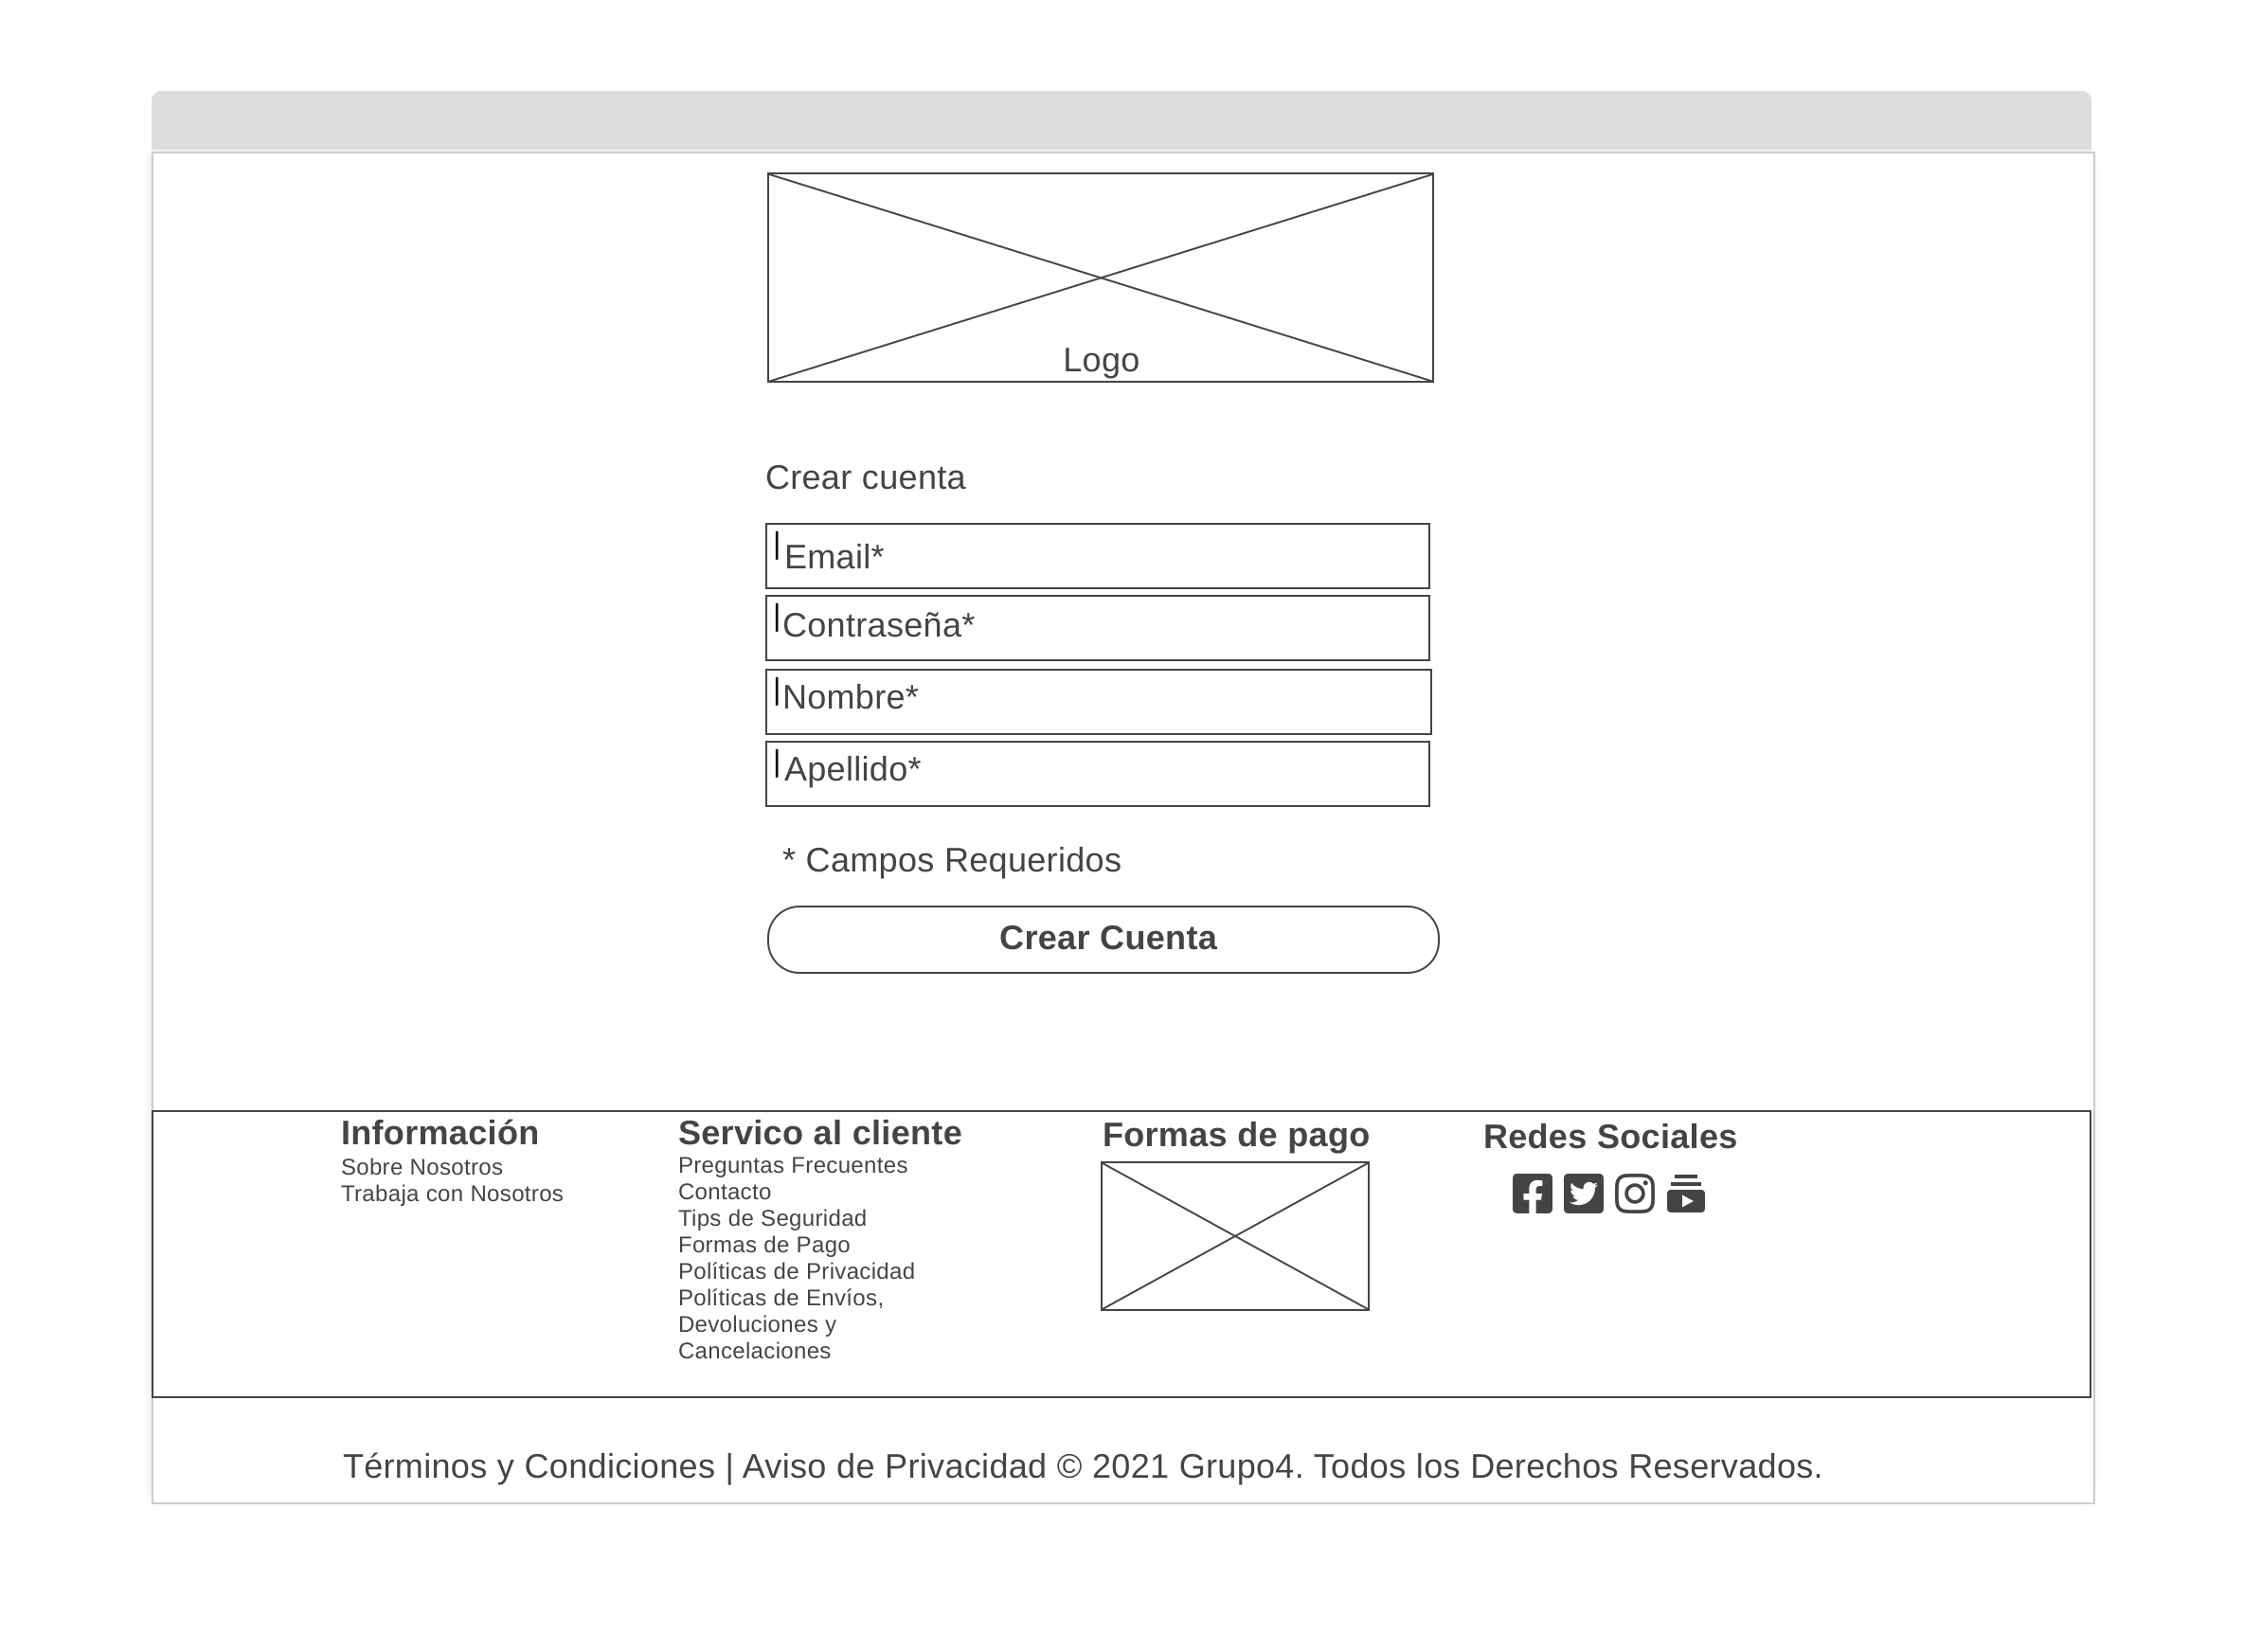 Logo
Crear cuenta
Email*
Contraseña*
Nombre*
Apellido*
* Campos Requeridos
Crear Cuenta
Información
Sobre Nosotros
Trabaja con Nosotros
Servico al cliente
Preguntas Frecuentes
Contacto
Tips de Seguridad
Formas de Pago
Políticas de Privacidad
Políticas de Envíos,
Devoluciones y
Cancelaciones
Formas de pago
Redes Sociales
Términos y Condiciones | Aviso de Privacidad © 2021 Grupo4. Todos los Derechos Reservados.